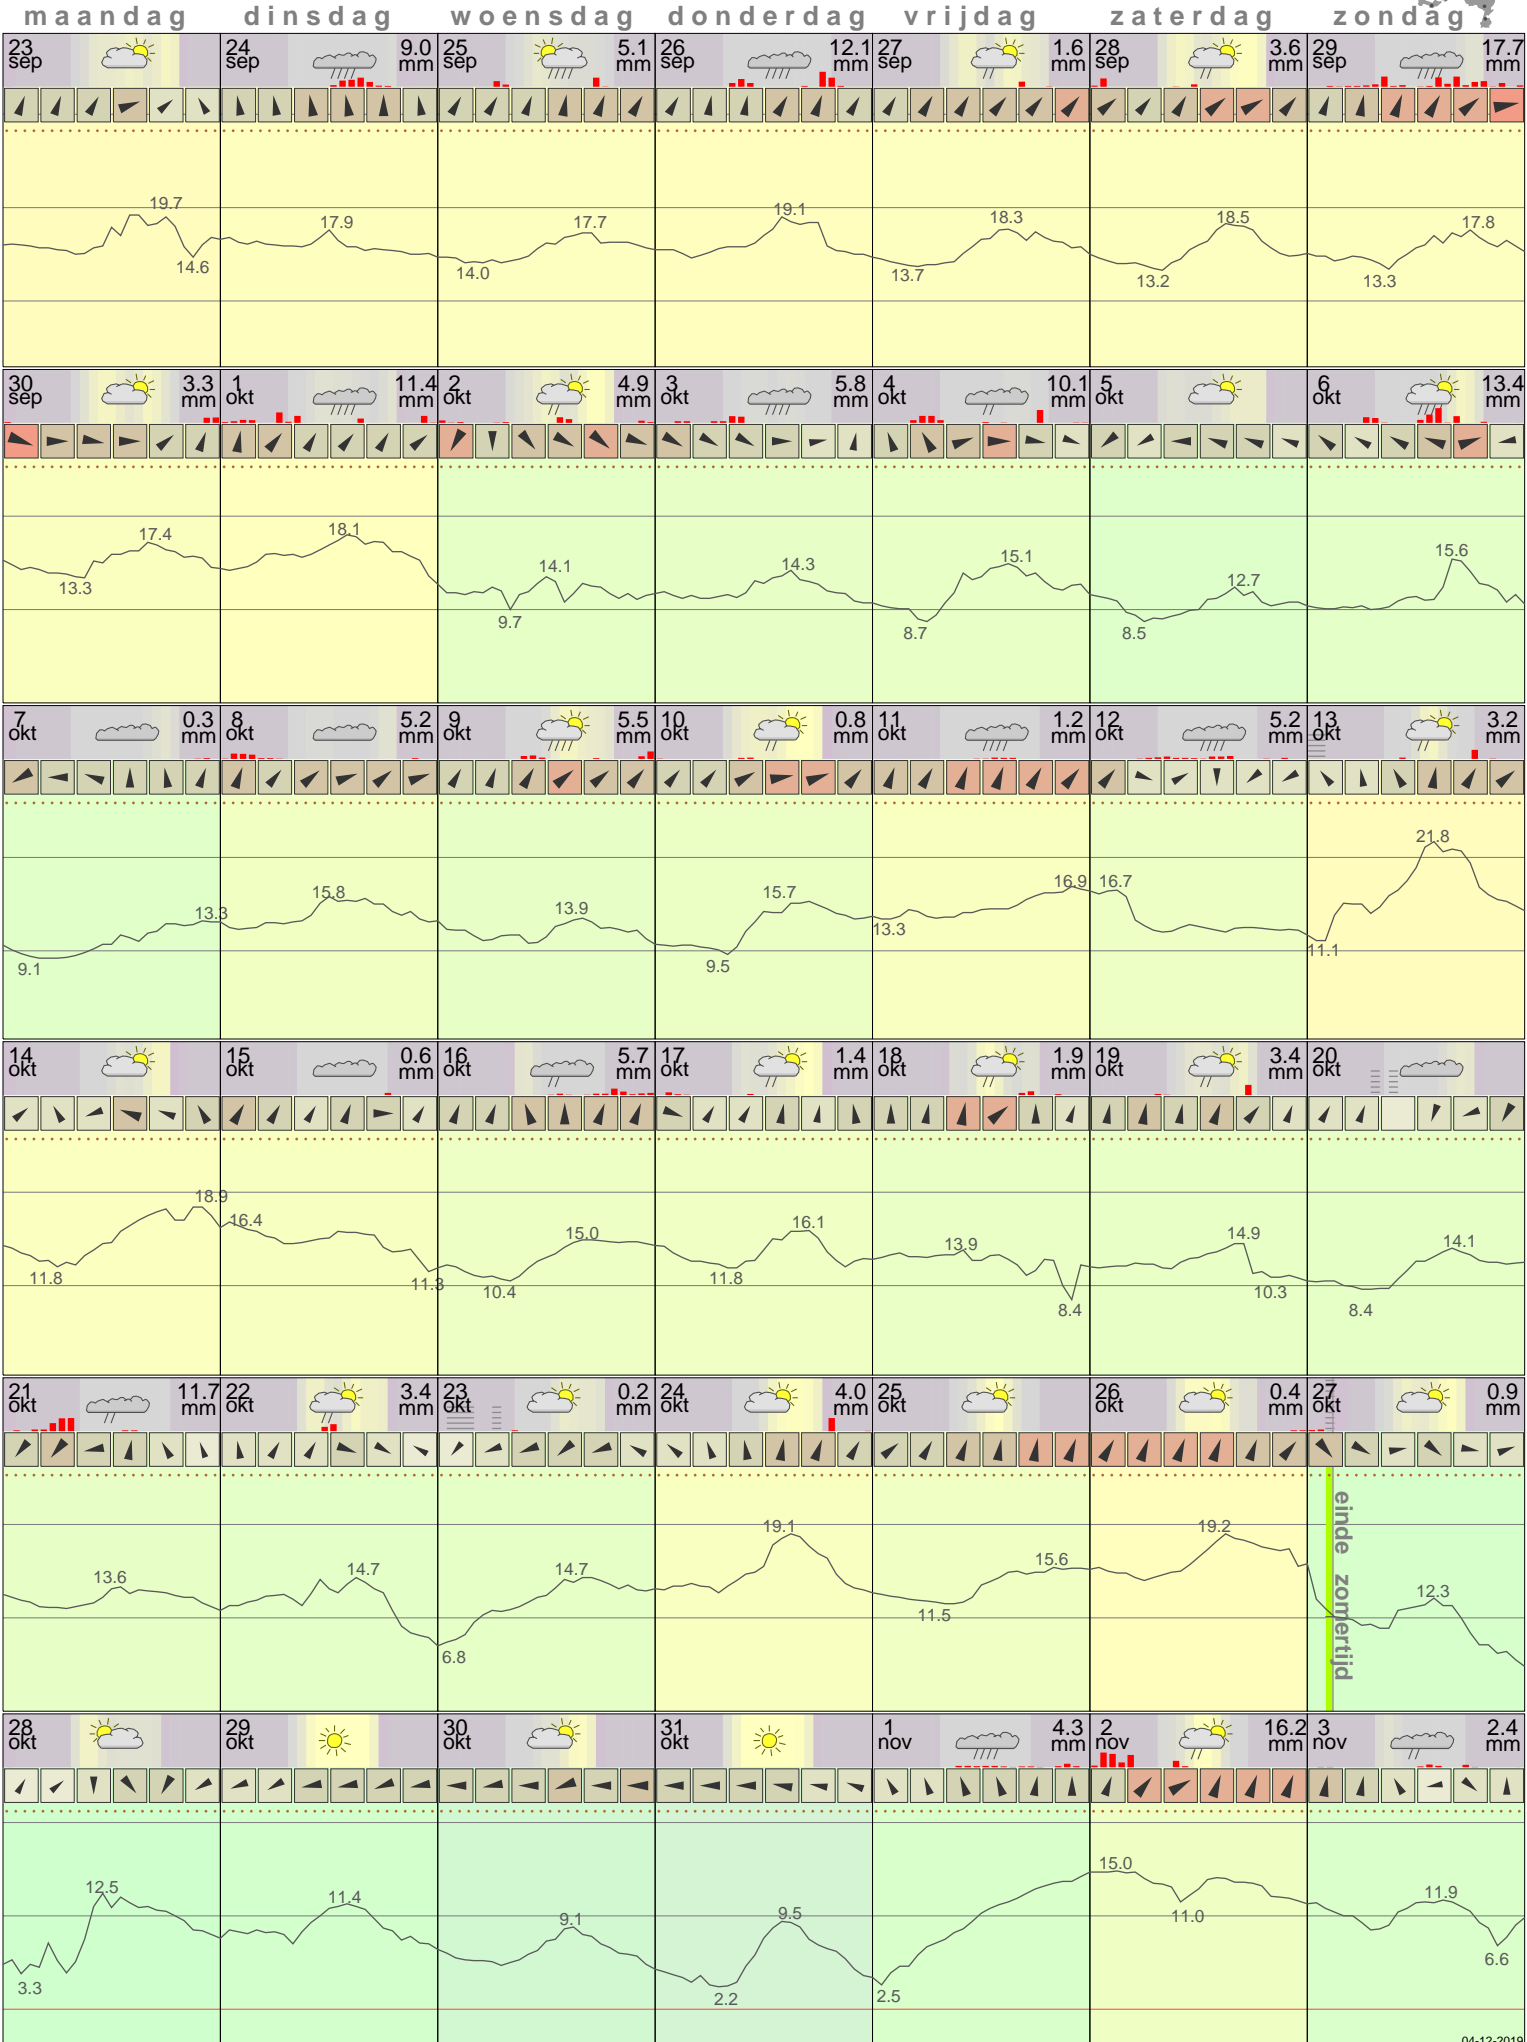 maandag dinsdag woensdag donderdag vrijdag zaterdag zondag
23 24 9.0 25 5.1 26 12.1 27 1.6 28 3.6 29 17.7
sep sep mm sep mm sep mm sep mm sep mm sep mm
19.7 17.9 17.7 19.1 18.3 18.5 17.8
14.6 14.0 13.7 13.2 13.3
30 3.3 1 11.4 2 4.9 3 5.8 4 10.1 5 6 13.4
sep mm okt mm okt mm okt mm okt mm okt okt mm
17.4 18.1 14.1 14.3 15.1 12.7 15.6
13.3 9.7 8.7 8.5
7 0.3 8 5.2 9 5.5 10 0.8 11 1.2 12 5.2 13 3.2
okt mm okt mm okt mm okt mm okt mm okt mm okt mm
13.3 15.8 13.9 15.7 16.9 16.7 21.8
9.1 9.5 13.3 11.1
14 15 0.6 16 5.7 17 1.4 18 1.9 19 3.4 20
okt okt mm okt mm okt mm okt mm okt mm okt
18.9 16.4 15.0 16.1 13.9 14.9 14.1
11.8 11.3 10.4 11.8 8.4 10.3 8.4
21 11.7 22 3.4 23 0.2 24 4.0 25 26 0.4 27 0.9
okt mm okt mm okt mm okt mm okt okt mm okt mm
13.6 14.7 14.7 19.1 15.6 19.2 12.3
6.8 11.5
einde zomertijd
28 29 30 31 1 4.3 2 16.2 3 2.4
okt okt okt okt nov mm nov mm nov mm
12.5 11.4 9.1 9.5 15.0 11.9
3.3 2.2 2.5 11.0 6.6
04-12-2019